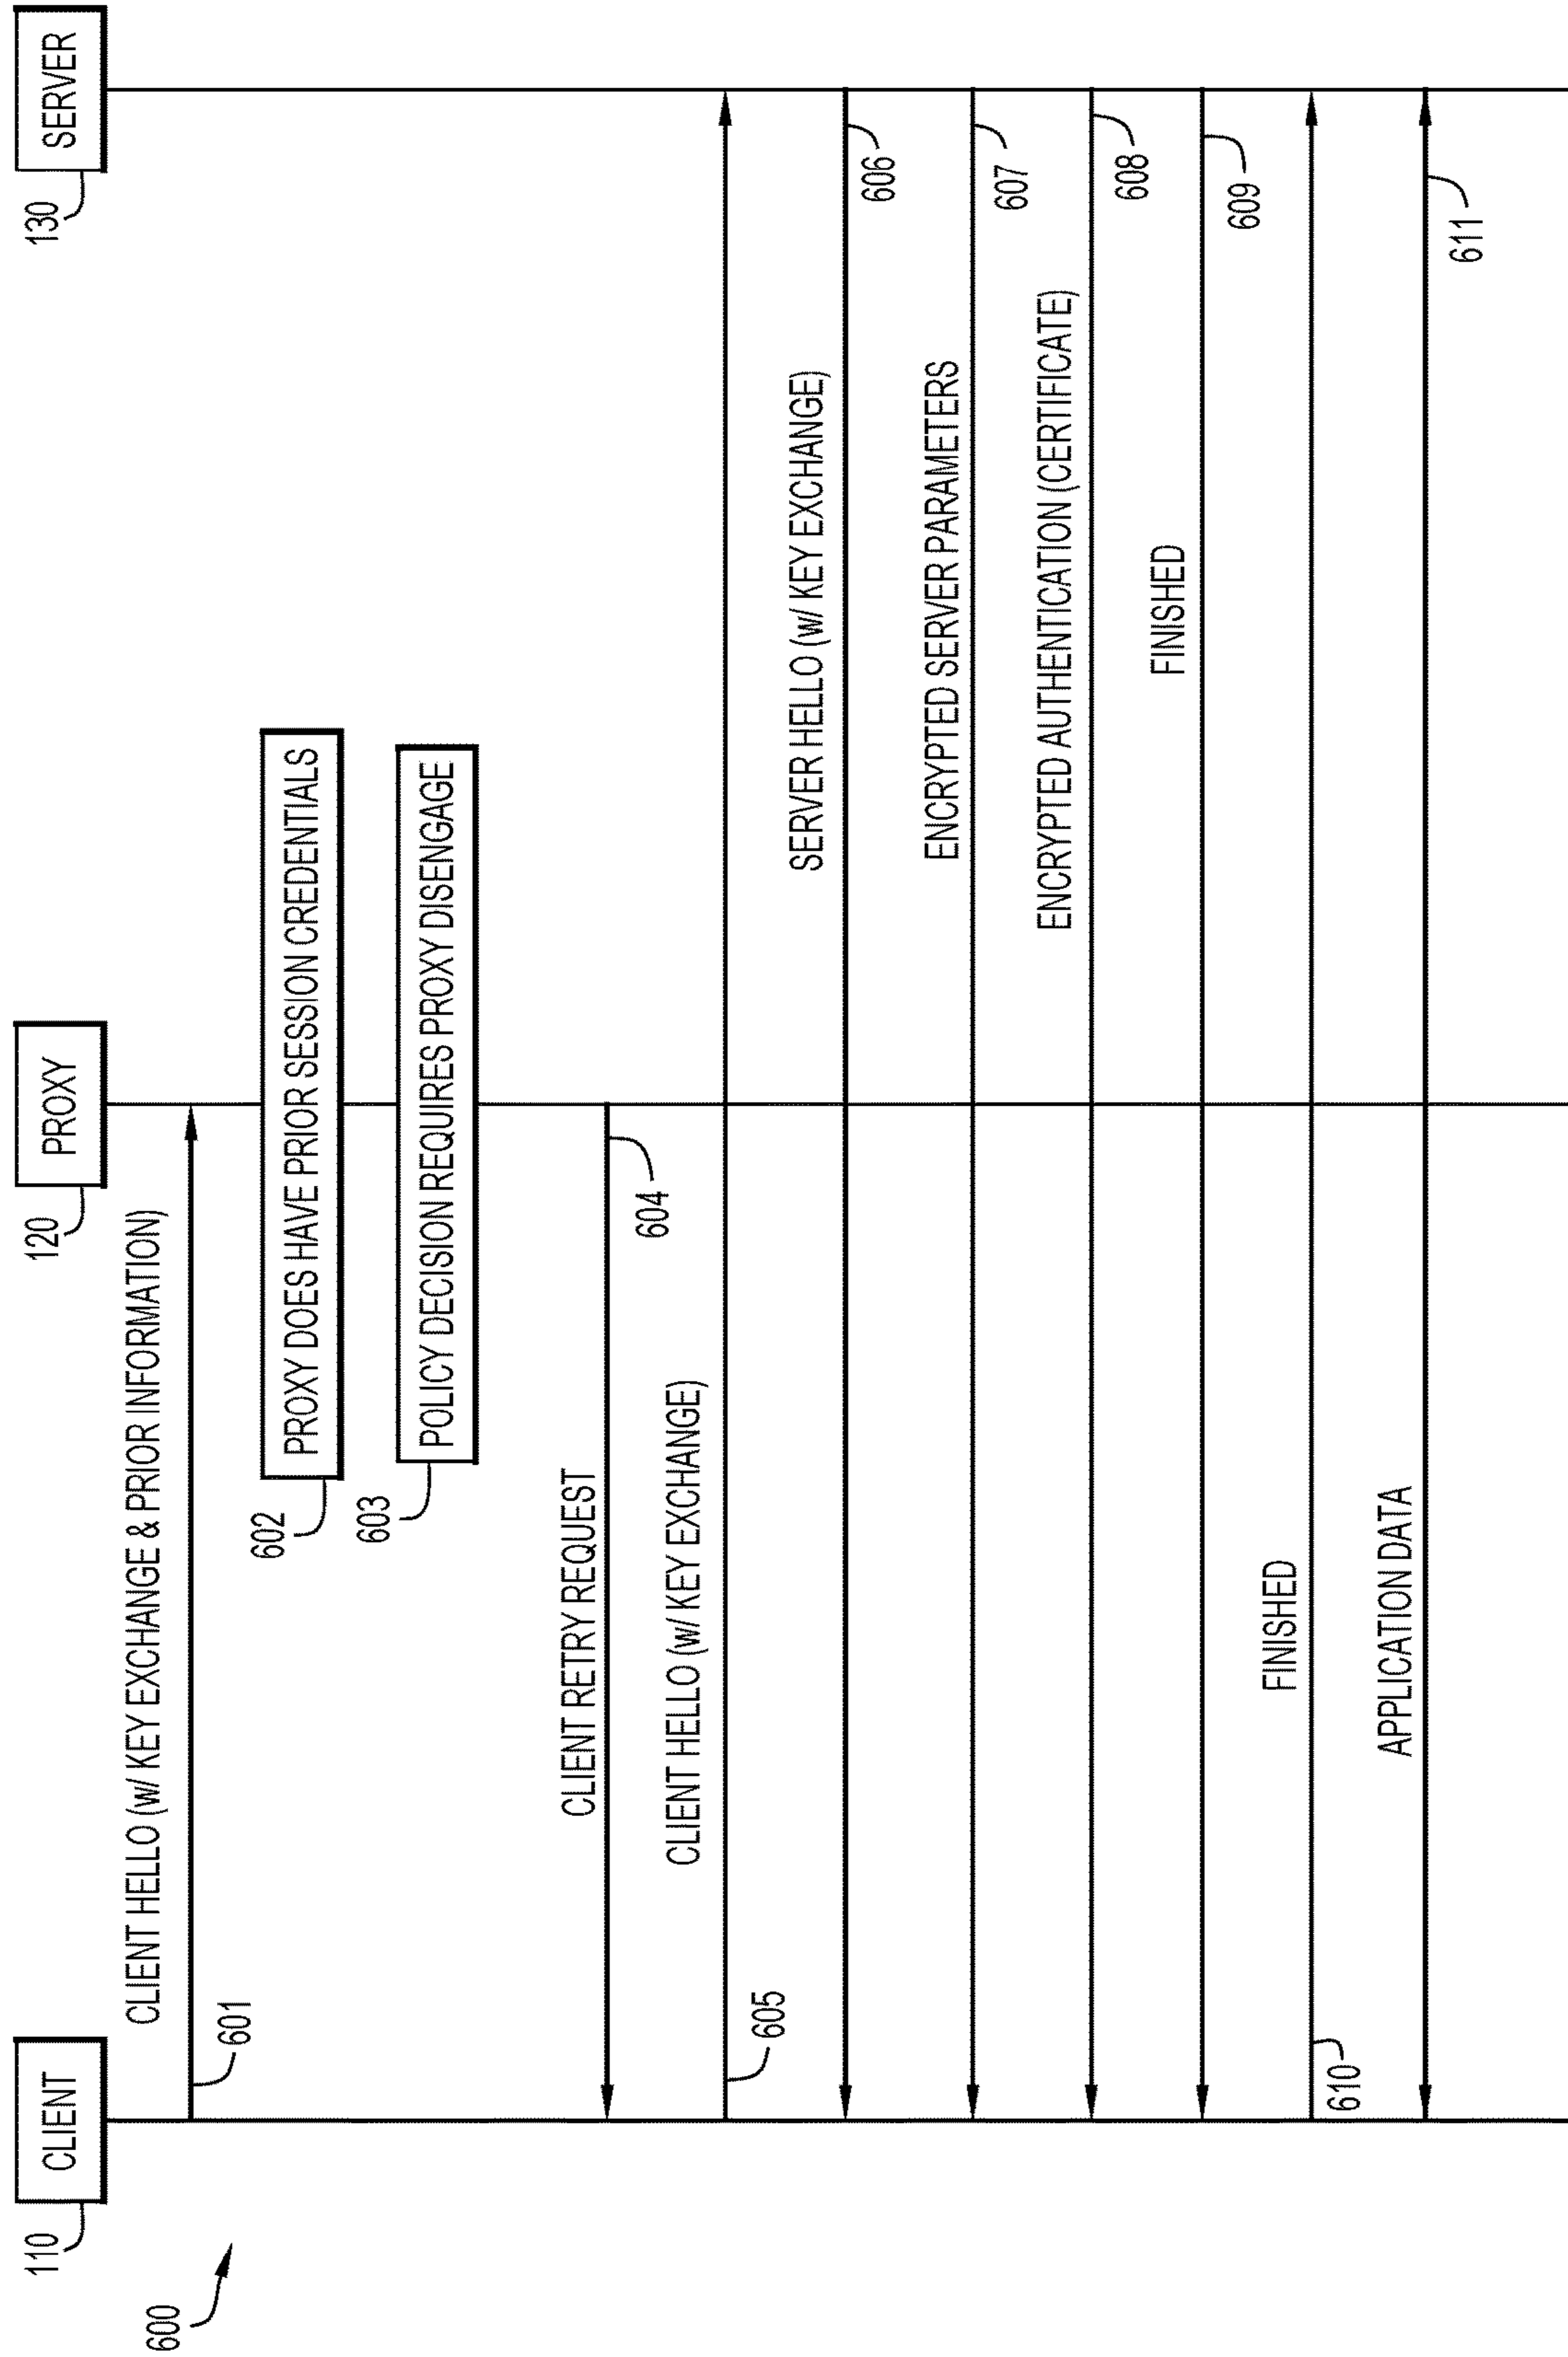 600
110
CLIENT
120
PROXY
130
SERVER
CLIENT HELLO (w/ KEY EXCHANGE & PRIOR INFORMATION)
601
602
PROXY DOES HAVE PRIOR SESSION CREDENTIALS
603
POLICY DECISION REQUIRES PROXY DISENGAGE
CLIENT RETRY REQUEST
604
CLIENT HELLO (w/ KEY EXCHANGE)
605
SERVER HELLO (w/ KEY EXCHANGE)
606
ENCRYPTED SERVER PARAMETERS
607
ENCRYPTED AUTHENTICATION (CERTIFICATE)
608
FINISHED
609
FINISHED
610
APPLICATION DATA
611